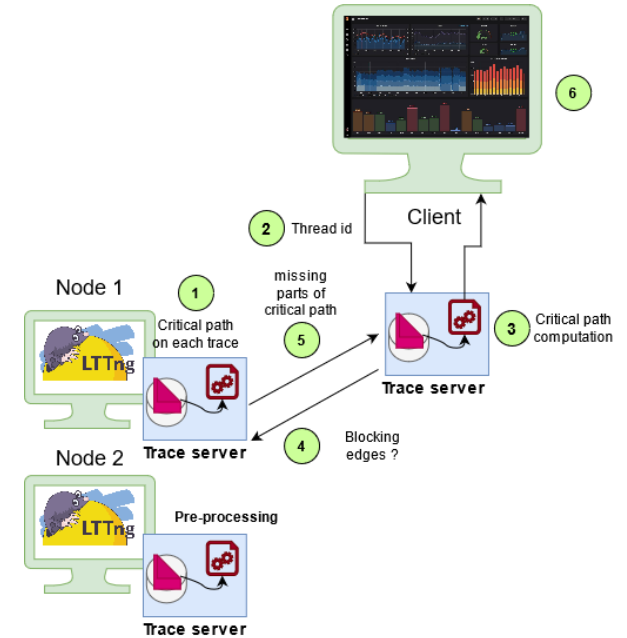 6
2
Thread id
Client
Node 1
1
Critical path
on each trace
missing
parts of
critical path
5
3
Critical path
computation
LTTng
Trace server
Trace server
4
Blocking
edges ?
Node 2
LTTng
Pre-processing
Trace server